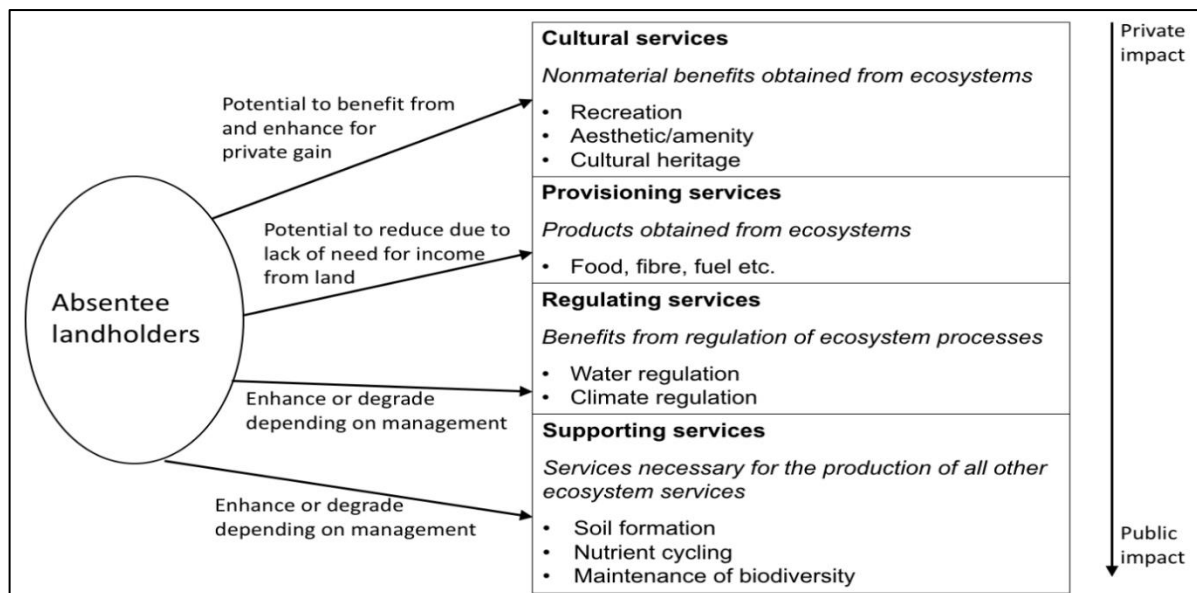 Absentee
landholders
Potential to benefit from
and enhance for
private gain
Potential to reduce due to
lack of need for income
from land
Enhance or degrade
depending on management
Enhance or degrade
depending on management
Cultural services
Nonmaterial benefits obtained from ecosystems
• Recreation
• Aesthetic/amenity
• Cultural heritage
Provisioning services
Products obtained from ecosystems
• Food, fibre, fuel etc.
Regulating services
Benefits from regulation of ecosystem processes
• Water regulation
• Climate regulation
Supporting services
Services necessary for the production of all other
ecosystem services
• Soil formation
• Nutrient cycling
• Maintenance of biodiversity
Private
impact
Public
impact